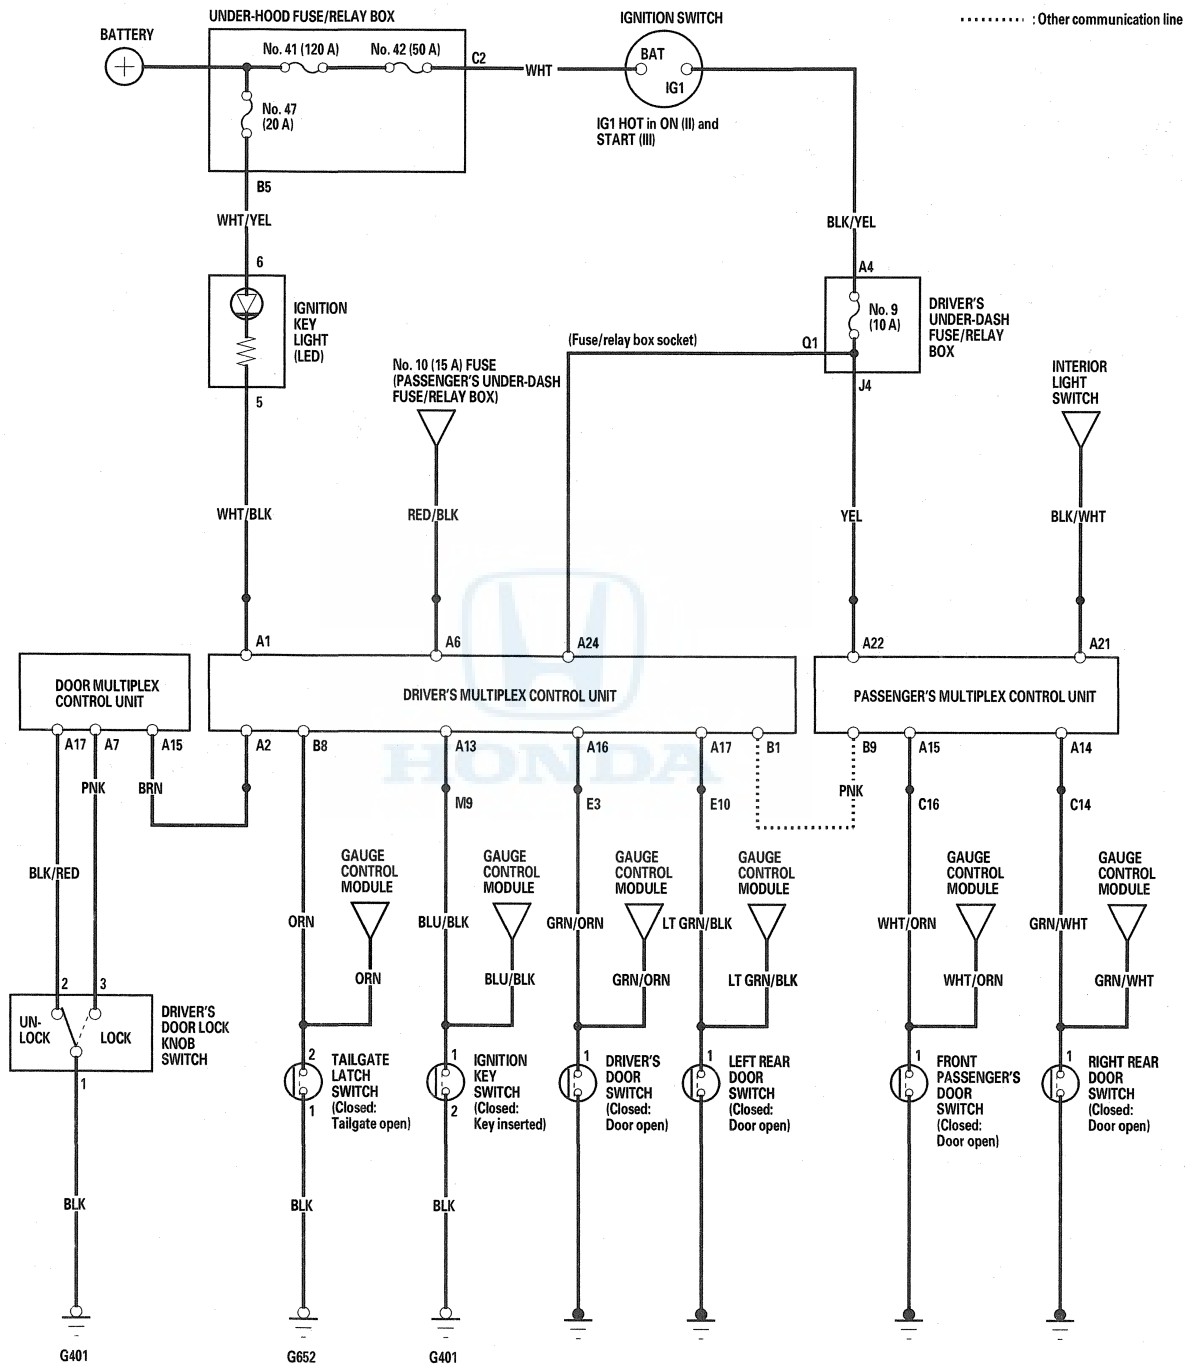 UNDER-HOOD FUSE/RELAY BOX
IGNITION SWITCH
: Other communication line
BATTERY
No. 41 (120 A)
No. 42 (50 A)
C2
WHT
BAT
IG1
No. 47
(20 A)
IG1 HOT in ON (II) and
START (III)
B5
WHT/YEL
BLK/YEL
6
A4
IGNITION
KEY
LIGHT
(LED)
No. 9
(10 A)
DRIVER'S
UNDER-DASH
FUSE/RELAY
BOX
(Fuse/relay box socket)
Q1
J4
5
No. 10 (15 A) FUSE
(PASSENGER'S UNDER-DASH
FUSE/RELAY BOX)
INTERIOR
LIGHT
SWITCH
WHT/BLK
RED/BLK
YEL
BLK/WHT
A1
A6
A24
A22
A21
DOOR MULTIPLEX
CONTROL UNIT
DRIVER'S MULTIPLEX CONTROL UNIT
PASSENGER'S MULTIPLEX CONTROL UNIT
HONDA
A17
A7
A15
A2
B8
A13
A16
A17
B1
B9
A15
A14
PNK
BRN
M9
E3
E10
PNK
C16
C14
BLK/RED
GAUGE
CONTROL
MODULE
GAUGE
CONTROL
MODULE
GAUGE
CONTROL
MODULE
GAUGE
CONTROL
MODULE
GAUGE
CONTROL
MODULE
GAUGE
CONTROL
MODULE
ORN
BLU/BLK
GRN/ORN
LT GRN/BLK
WHT/ORN
GRN/WHT
ORN
BLU/BLK
GRN/ORN
LT GRN/BLK
WHT/ORN
GRN/WHT
2
3
UN-
LOCK
LOCK
DRIVER'S
DOOR LOCK
KNOB
SWITCH
1
2
TAILGATE
LATCH
SWITCH
(Closed:
Tailgate open)
1
1
IGNITION
KEY
SWITCH
(Closed:
Key inserted)
2
1
DRIVER'S
DOOR
SWITCH
(Closed:
Door open)
1
LEFT REAR
DOOR
SWITCH
(Closed:
Door open)
1
FRONT
PASSENGER'S
DOOR
SWITCH
(Closed:
Door open)
1
RIGHT REAR
DOOR
SWITCH
(Closed:
Door open)
BLK
BLK
BLK
G401
G652
G401